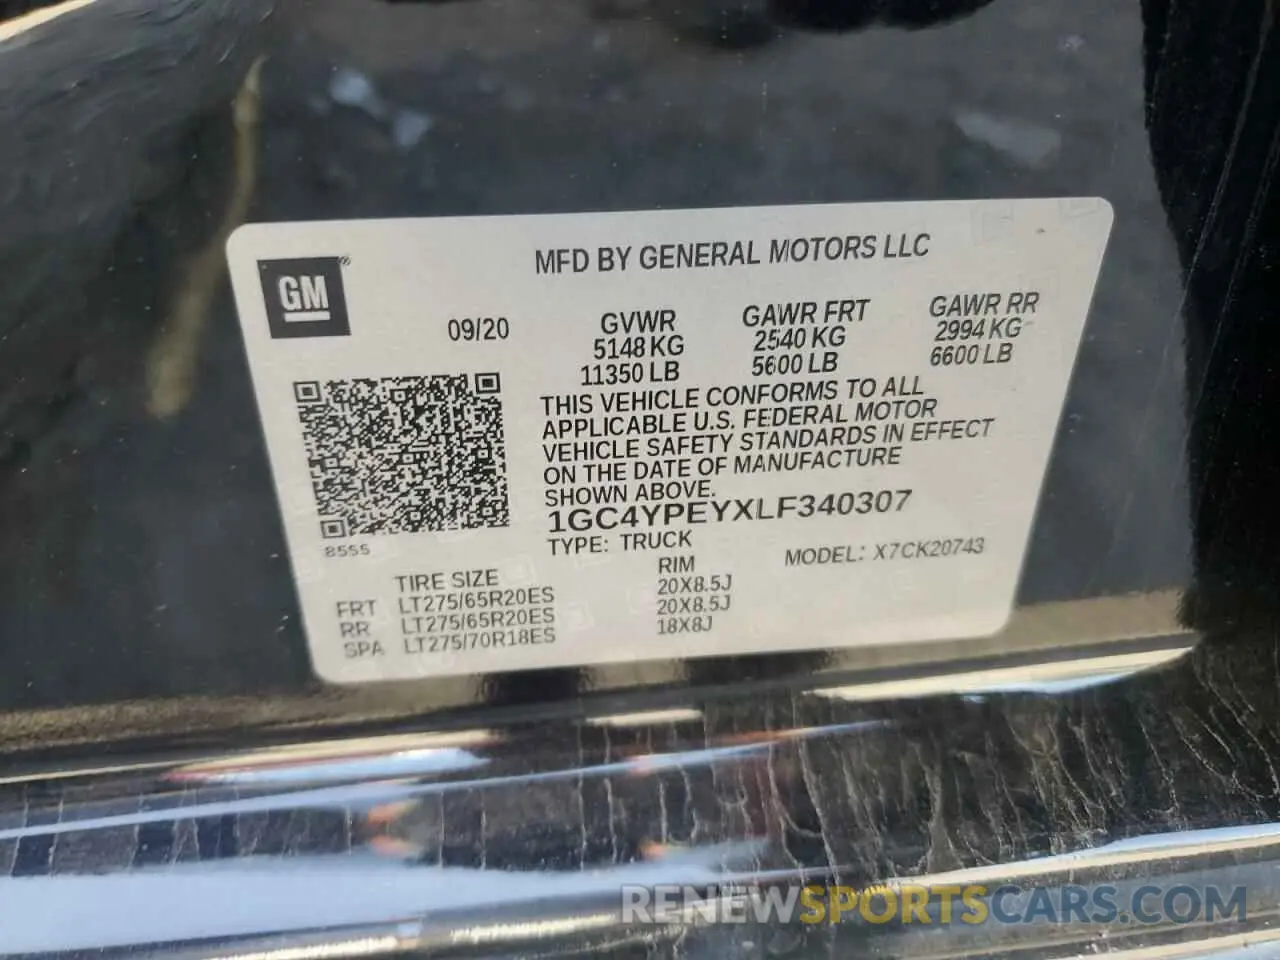 MFD BY GENERAL MOTORS LLC
GM®
09/20
GVWR
5148 KG
11350 LB
GAWR FRT
2540 KG
5600 LB
GAWR RR
2994 KG
6600 LB
THIS VEHICLE CONFORMS TO ALL
APPLICABLE U.S. FEDERAL MOTOR
VEHICLE SAFETY STANDARDS IN EFFECT
ON THE DATE OF MANUFACTURE
SHOWN ABOVE.
1GC4YPEYXLF340307
8555
TYPE: TRUCK
MODEL: X7CK20743
TIRE SIZE RIM
FRT LT275/65R20ES 20X8.5J
RR LT275/65R20ES 20X8.5J
SPA LT275/70R18ES 18X8J
RENEWSPORTSCARS.COM